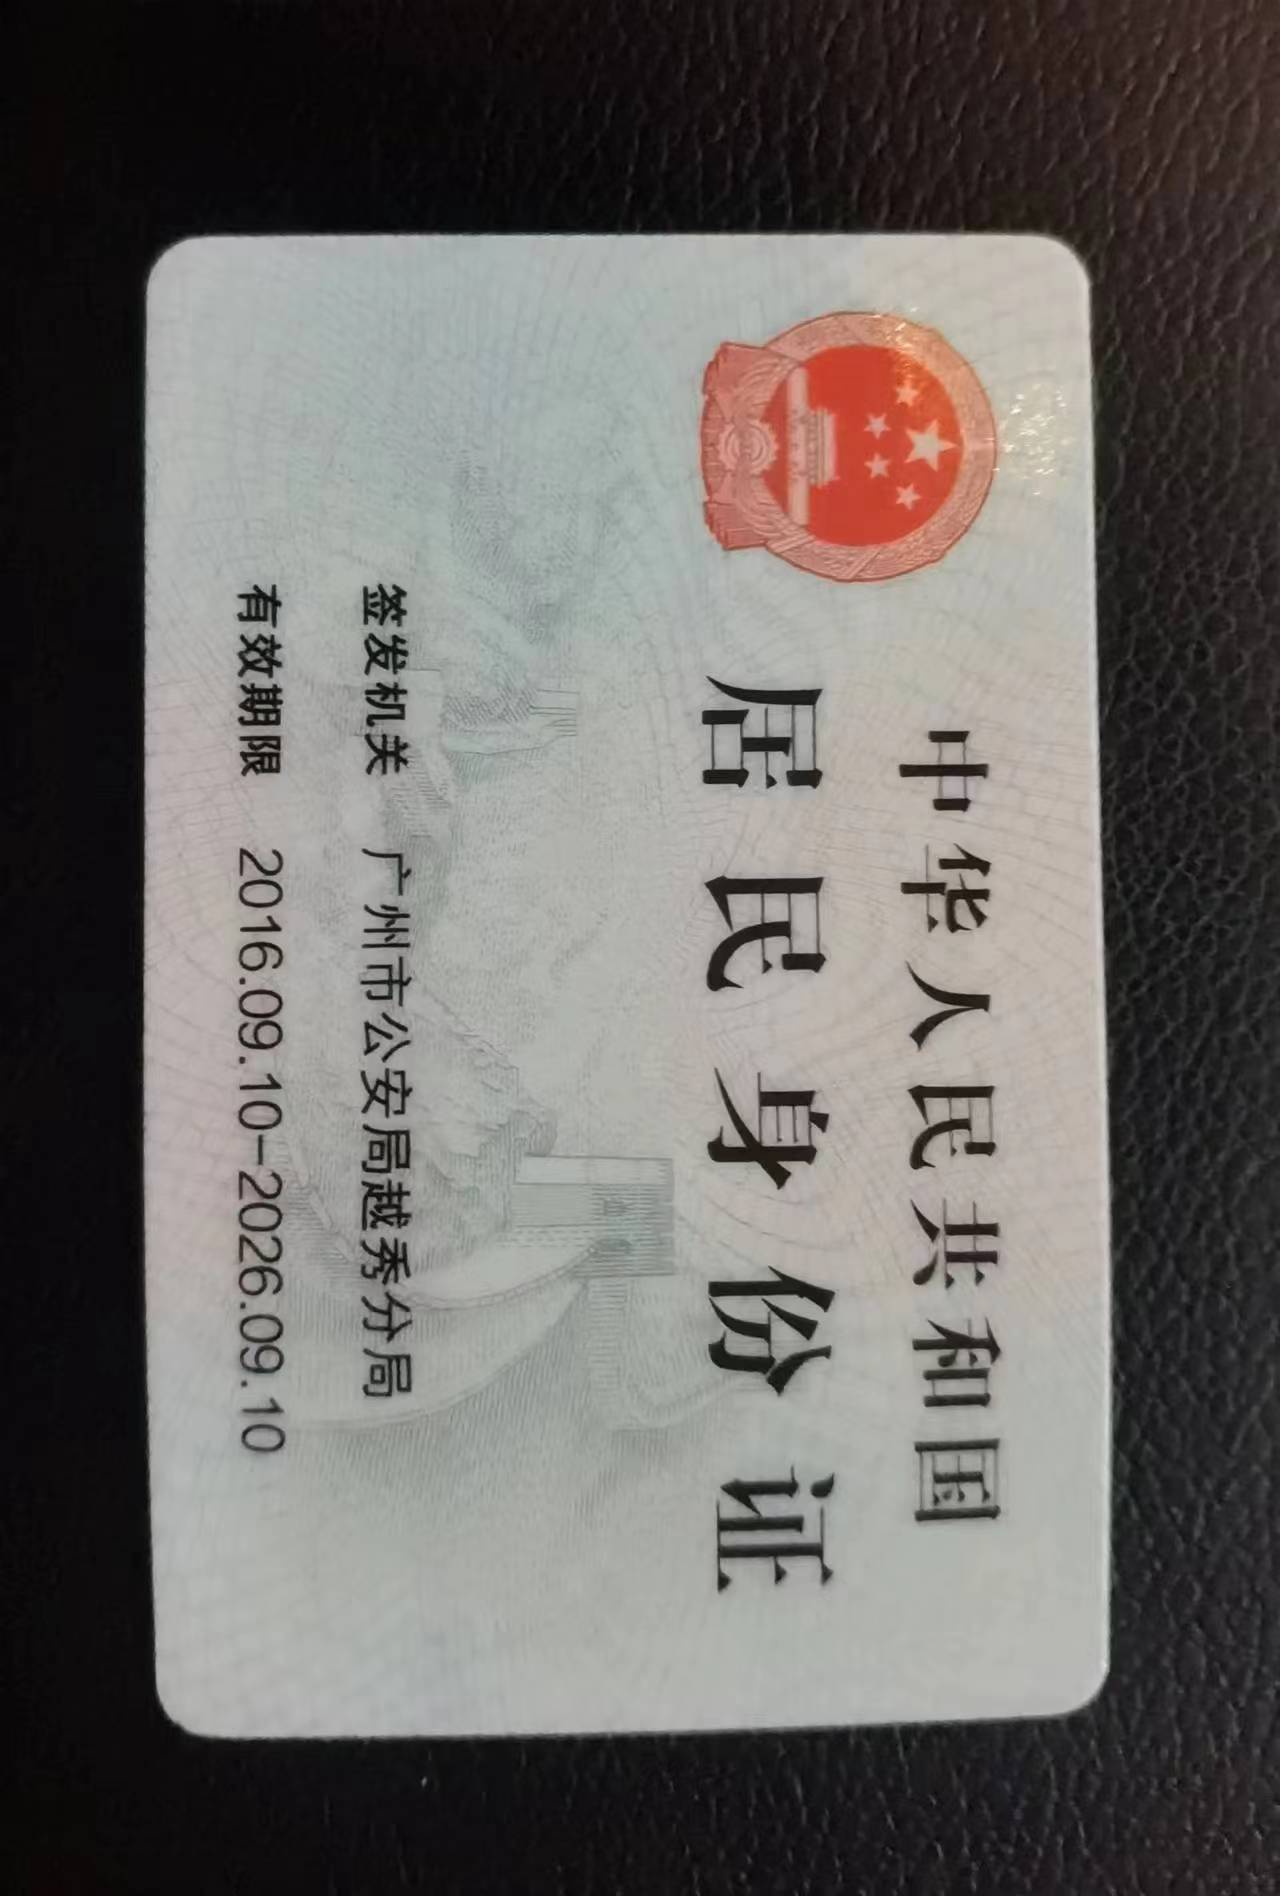 中华人民共和国
居民身份证
签发机关 广州市公安局越秀分局
有效期限 2016.09.10-2026.09.10